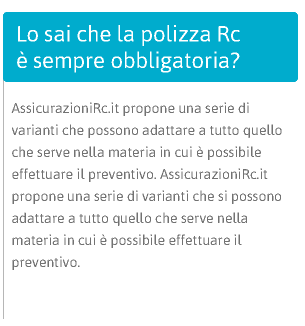 Lo sai che la polizza Rc
è sempre obbligatoria?
AssicurazioniRc.it propone una serie di
varianti che possono adattare a tutto quello
che serve nella materia in cui è possibile
effettuare il preventivo. AssicurazioniRc.it
propone una serie di varianti che si possono
adattare a tutto quello che serve nella
materia in cui è possibile effettuare il
preventivo.